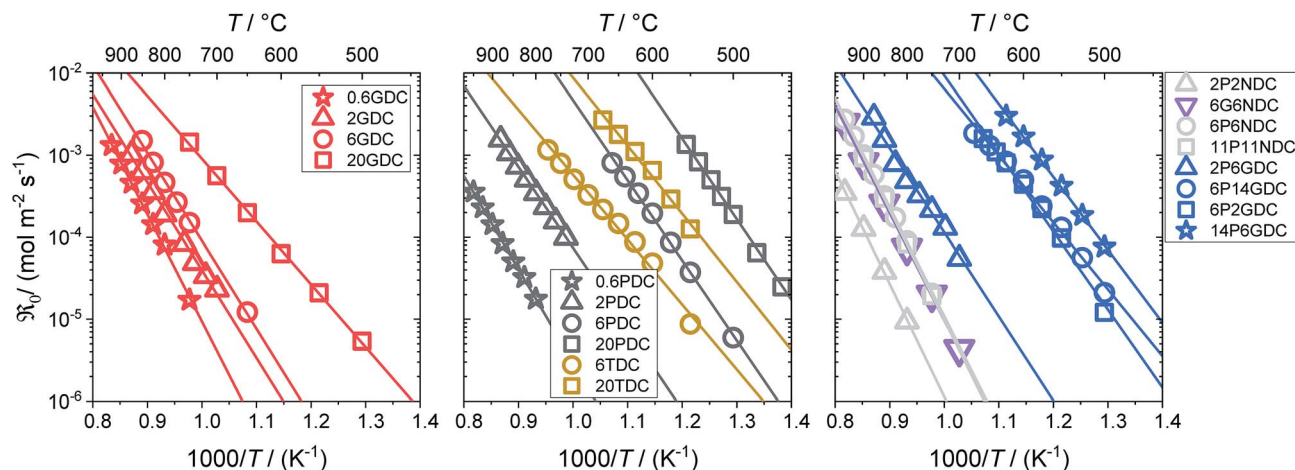 T / °C
T / °C
T / °C
900 800 700 600 500
900 800 700 600 500
900 800 700 600 500
ℜ0/ (mol m-2 s-1)
10-2
10-3
10-4
10-5
10-6
0.6GDC
2GDC
6GDC
20GDC
0.6PDC
2PDC
6PDC
20PDC
6TDC
20TDC
2P2NDC
6G6NDC
6P6NDC
11P11NDC
2P6GDC
6P14GDC
6P2GDC
14P6GDC
0.8 0.9 1.0 1.1 1.2 1.3 1.4
0.8 0.9 1.0 1.1 1.2 1.3 1.4
0.8 0.9 1.0 1.1 1.2 1.3 1.4
1000/T / (K-1)
1000/T / (K-1)
1000/T / (K-1)